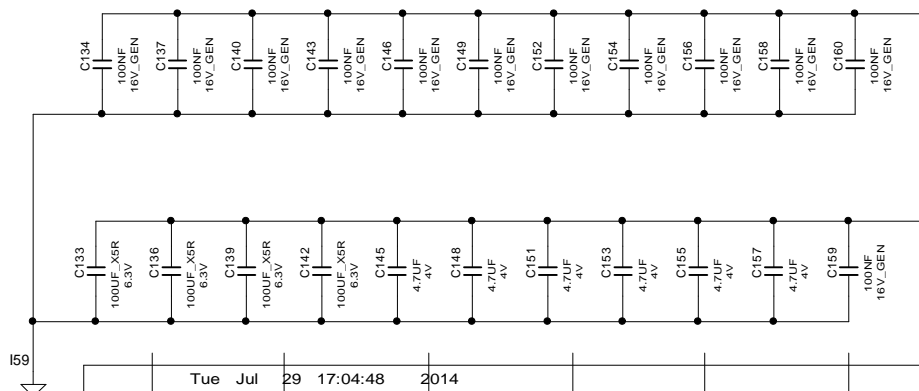 C134 100NF 16V_GEN
C137 100NF 16V_GEN
C140 100NF 16V_GEN
C143 100NF 16V_GEN
C146 100NF 16V_GEN
C149 100NF 16V_GEN
C152 100NF 16V_GEN
C154 100NF 16V_GEN
C156 100NF 16V_GEN
C158 100NF 16V_GEN
C160 100NF 16V_GEN
C133 100UF_X5R 6.3V
C136 100UF_X5R 6.3V
C139 100UF_X5R 6.3V
C142 100UF_X5R 6.3V
C145 4.7UF 4V
C148 4.7UF 4V
C151 4.7UF 4V
C153 4.7UF 4V
C155 4.7UF 4V
C157 4.7UF 4V
C159 100NF 16V_GEN
I59
Tue Jul 29 17:04:48 2014